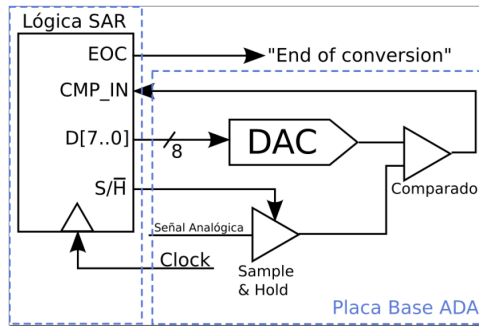 Lógica SAR
EOC
"End of conversion"
CMP_IN
D[7..0]
8
DAC
Comparado
S/H̅
Señal Analógica
Clock
Sample
& Hold
Placa Base ADA